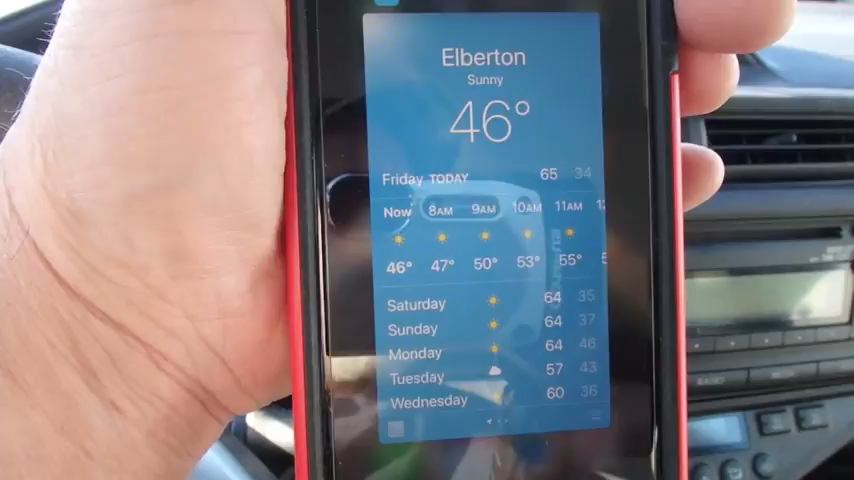 Elberton
Sunny
46°
Friday TODAY 65 34
Now 8AM 9AM 10AM 11AM
46° 47° 50° 53° 55°
Saturday 64 35
Sunday 64 37
Monday 64 46
Tuesday 57 43
Wednesday 60 36
RADIO